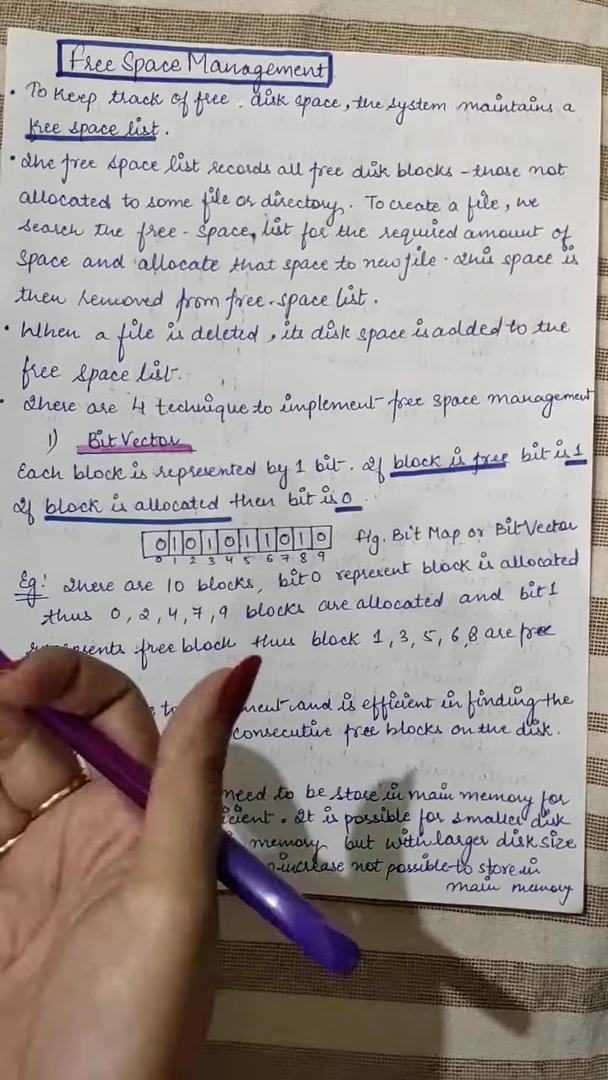 Free Space Management
• To keep track of free disk space, the system maintains a
free space list.
• The free space list records all free disk blocks - those not
allocated to some file or directory. To create a file, we
search the free-space list for the required amount of
space and allocate that space to new file. This space is
then removed from free-space list.
• When a file is deleted, its disk space is added to the
free space list.
• There are 4 technique to implement free space management
1) Bit Vector
Each block is represented by 1 bit. If block is free bit is 1
If block is allocated then bit is 0.
0 1 0 1 0 1 1 0 1 0 fig. Bit Map or Bit Vector
0 1 2 3 4 5 6 7 8 9
Eg: There are 10 blocks, bit 0 represent block is allocated
thus 0, 2, 4, 7, 9 blocks are allocated and bit 1
represents free block thus block 1, 3, 5, 6, 8 are free
and is efficient in finding the
consecutive free blocks on the disk.
need to be store in main memory for
It is possible for smaller disk
memory but with larger disk size
increase not possible to store in
main memory